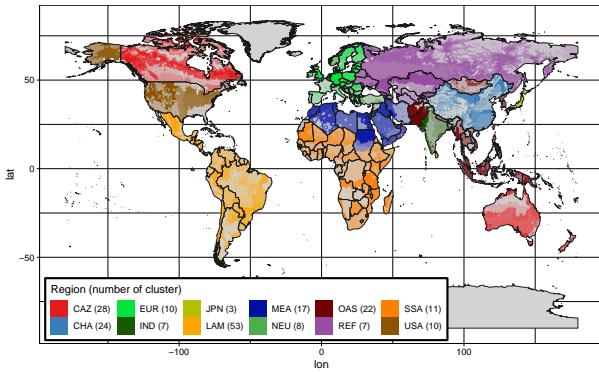 50
0
−50
lat
Region (number of cluster)
CAZ (28) EUR (10) JPN (3) MEA (17) OAS (22) SSA (11)
CHA (24) IND (7) LAM (53) NEU (8) REF (7) USA (10)
−100 0 100
lon